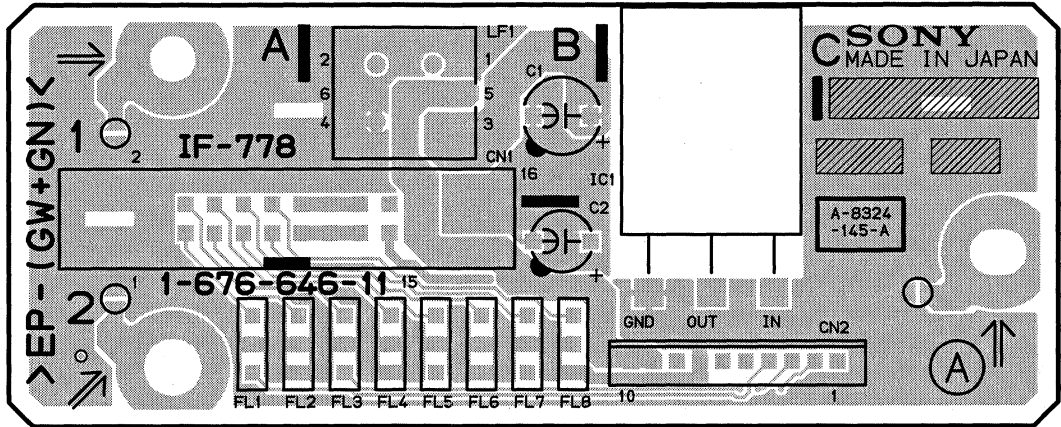 A
LF1
B
C
SONY
MADE IN JAPAN
2
1
6
5
4
3
C1
+
1
2
IF-778
CN1
16
IC1
C2
+
A-8324
-145-A
>EP-(GW+GN)<
1-676-646-11
15
2
1
GND
OUT
IN
CN2
A
FL1
FL2
FL3
FL4
FL5
FL6
FL7
FL8
10
1